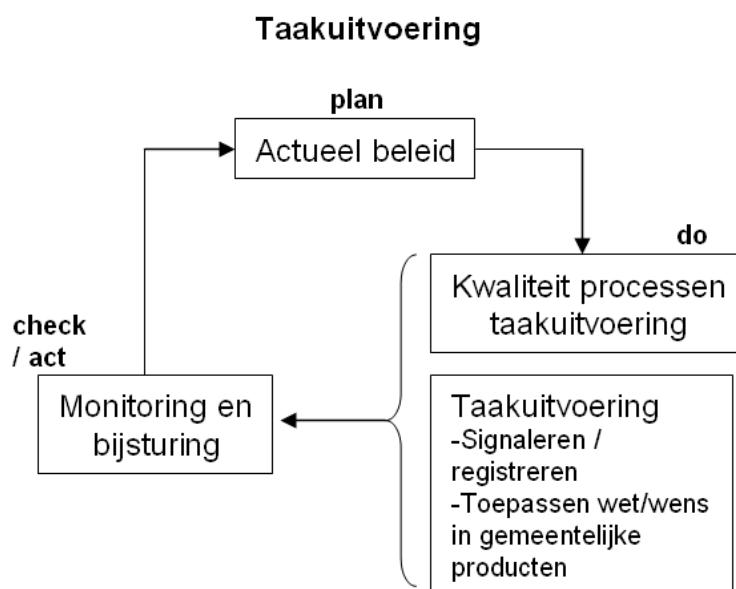 Taakuitvoering
plan
Actueel beleid
do
Kwaliteit processen
taakuitvoering
check
/ act
Monitoring en
bijsturing
Taakuitvoering
-Signaleren /
registreren
-Toepassen wet/wens
in gemeentelijke
producten